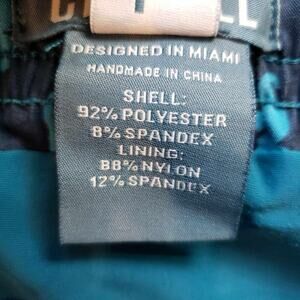 DESIGNED IN MIAMI
HANDMADE IN CHINA
SHELL:
92% POLYESTER
8% SPANDEX
LINING:
88% NYLON
12% SPANDEX